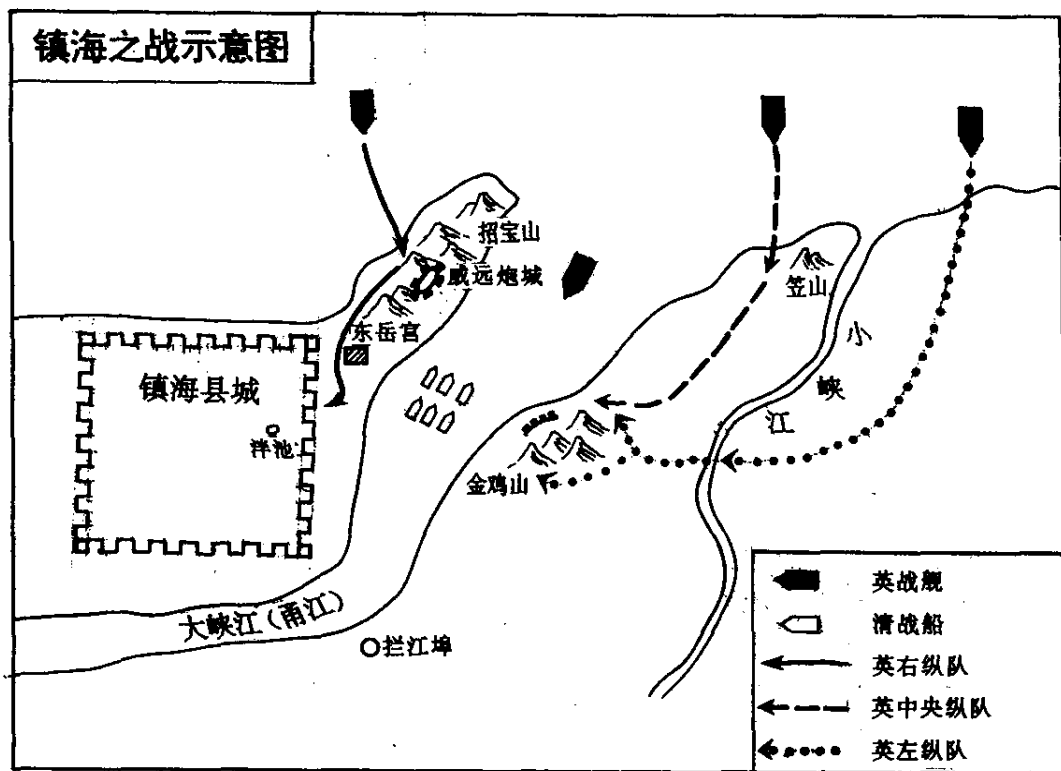 镇海之战示意图
招宝山
威远炮城
笠山
东岳宫
小
峡
江
镇海县城
泮池
金鸡山
大峡江(甬江)
拦江埠
英战舰
清战船
英右纵队
英中央纵队
英左纵队